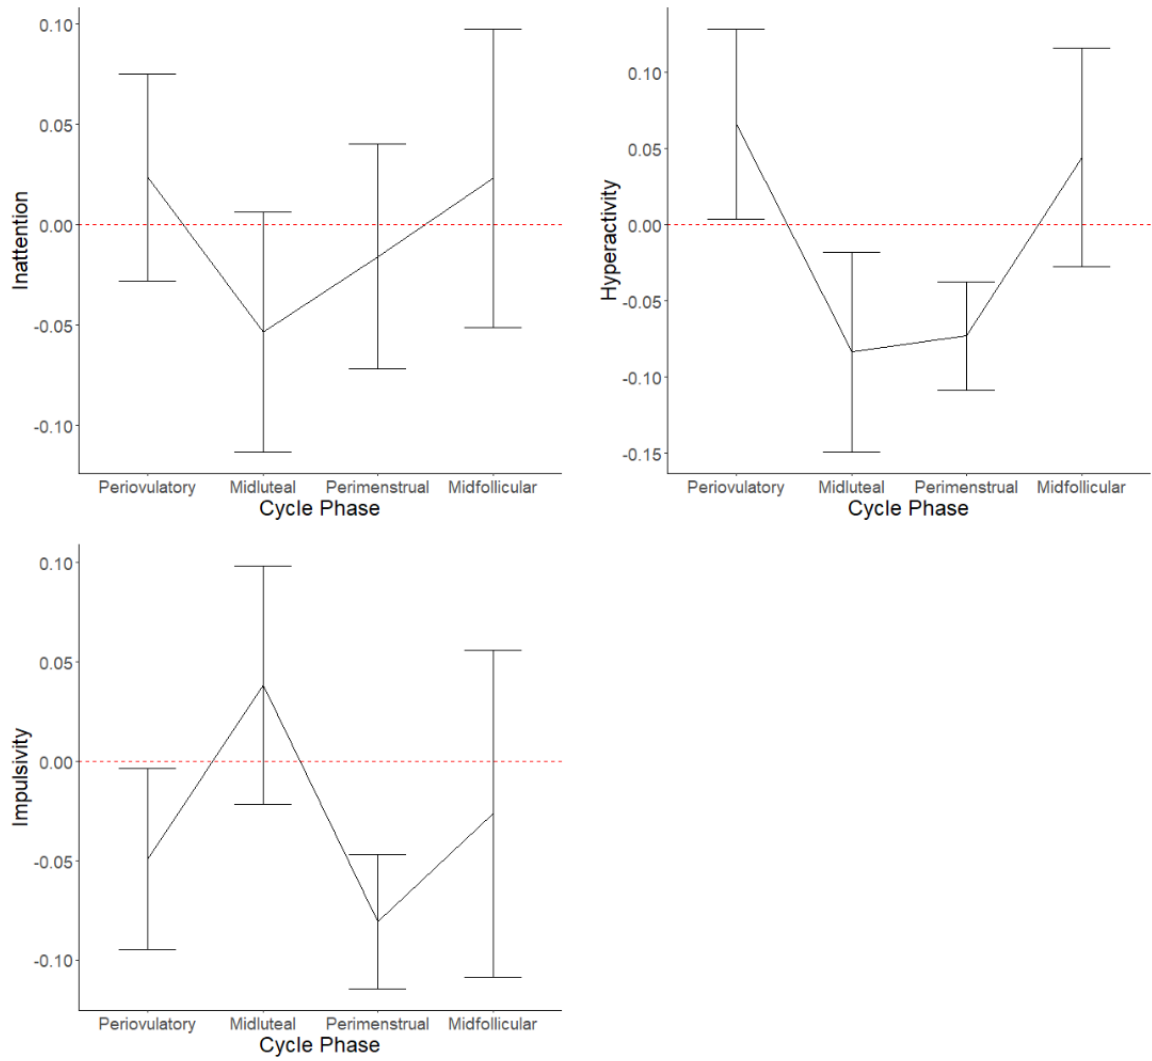 Inattention
0.10
0.05
0.00
-0.05
-0.10
Periovulatory Midluteal Perimenstrual Midfollicular
Cycle Phase
Hyperactivity
0.10
0.05
0.00
-0.05
-0.10
-0.15
Periovulatory Midluteal Perimenstrual Midfollicular
Cycle Phase
Impulsivity
0.10
0.05
0.00
-0.05
-0.10
Periovulatory Midluteal Perimenstrual Midfollicular
Cycle Phase